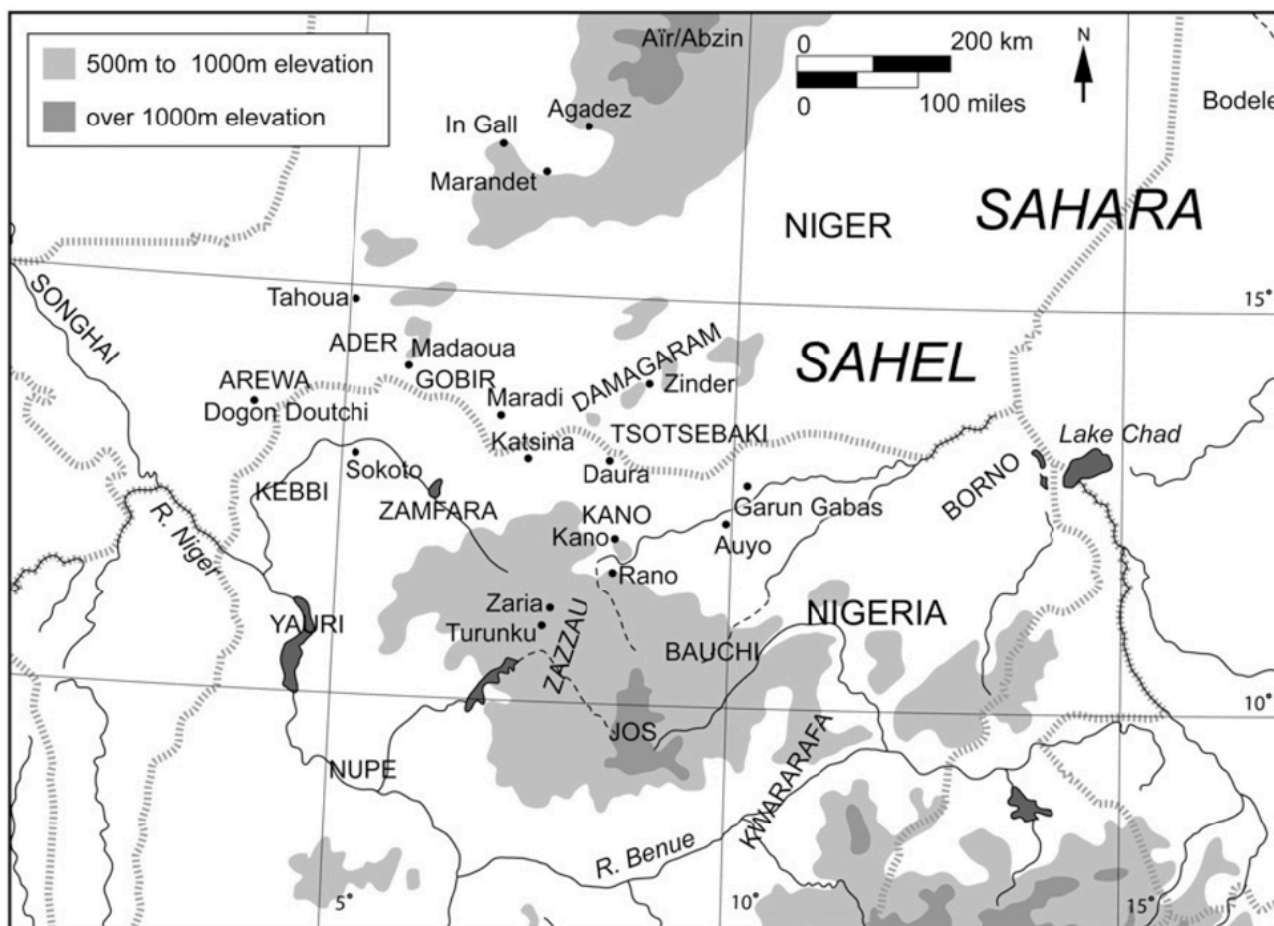 Aïr/Abzin
0
200 km
N
500m to 1000m elevation
over 1000m elevation
0
100 miles
Bodele
Agadez
In Gall
Marandet
SAHARA
NIGER
SONGHAI
Tahoua
15°
ADER
Madaoua
SAHEL
DAMAGARAM
AREWA
GOBIR
Zinder
Maradi
Dogon Doutchi
TSOTSEBAKI
Lake Chad
Katsina
Sokoto
Daura
BORNO
KEBBI
ZAMFARA
Garun Gabas
R. Niger
KANO
Kano
Auyo
Rano
Zaria
NIGERIA
YAURI
Turunku
ZAZZAU
BAUCHI
10°
JOS
KWARARAFA
NUPE
R. Benue
5°
10°
15°